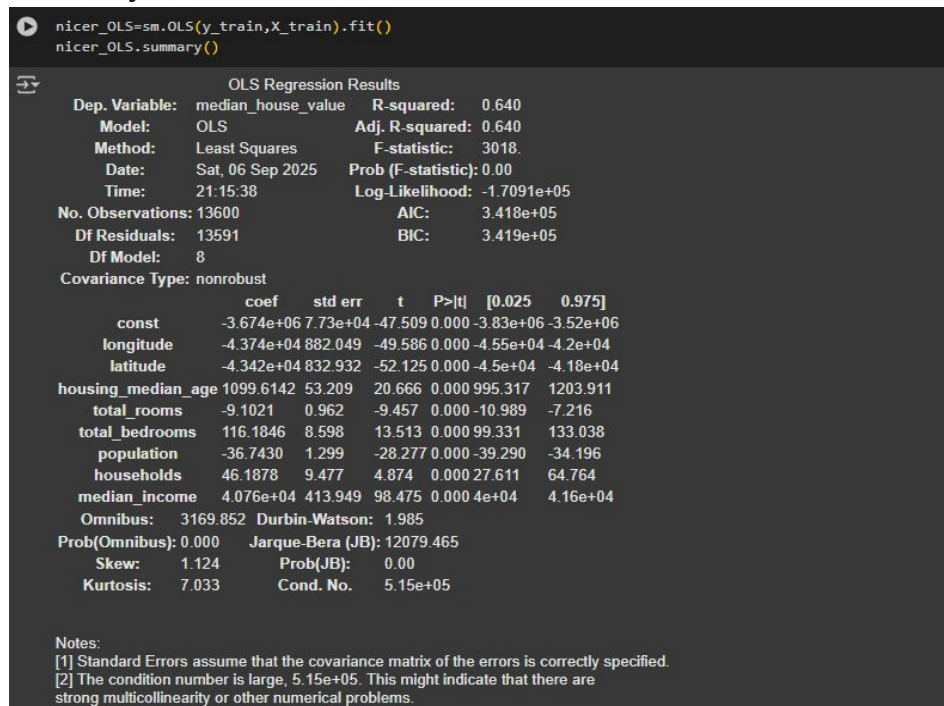 nicer_OLS=sm.OLS(y_train,X_train).fit()
nicer_OLS.summary()
OLS Regression Results
Dep. Variable: median_house_value R-squared: 0.640
Model: OLS Adj. R-squared: 0.640
Method: Least Squares F-statistic: 3018.
Date: Sat, 06 Sep 2025 Prob (F-statistic): 0.00
Time: 21:15:38 Log-Likelihood: -1.7091e+05
No. Observations: 13600 AIC: 3.418e+05
Df Residuals: 13591 BIC: 3.419e+05
Df Model: 8
Covariance Type: nonrobust
coef std err t P>|t| [0.025 0.975]
const -3.674e+06 7.73e+04 -47.509 0.000 -3.83e+06 -3.52e+06
longitude -4.374e+04 882.049 -49.586 0.000 -4.55e+04 -4.2e+04
latitude -4.342e+04 832.932 -52.125 0.000 -4.5e+04 -4.18e+04
housing_median_age 1099.6142 53.209 20.666 0.000 995.317 1203.911
total_rooms -9.1021 0.962 -9.457 0.000 -10.989 -7.216
total_bedrooms 116.1846 8.598 13.513 0.000 99.331 133.038
population -36.7430 1.299 -28.277 0.000 -39.290 -34.196
households 46.1878 9.477 4.874 0.000 27.611 64.764
median_income 4.076e+04 413.949 98.475 0.000 4e+04 4.16e+04
Omnibus: 3169.852 Durbin-Watson: 1.985
Prob(Omnibus): 0.000 Jarque-Bera (JB): 12079.465
Skew: 1.124 Prob(JB): 0.00
Kurtosis: 7.033 Cond. No. 5.15e+05
Notes:
[1] Standard Errors assume that the covariance matrix of the errors is correctly specified.
[2] The condition number is large, 5.15e+05. This might indicate that there are
strong multicollinearity or other numerical problems.